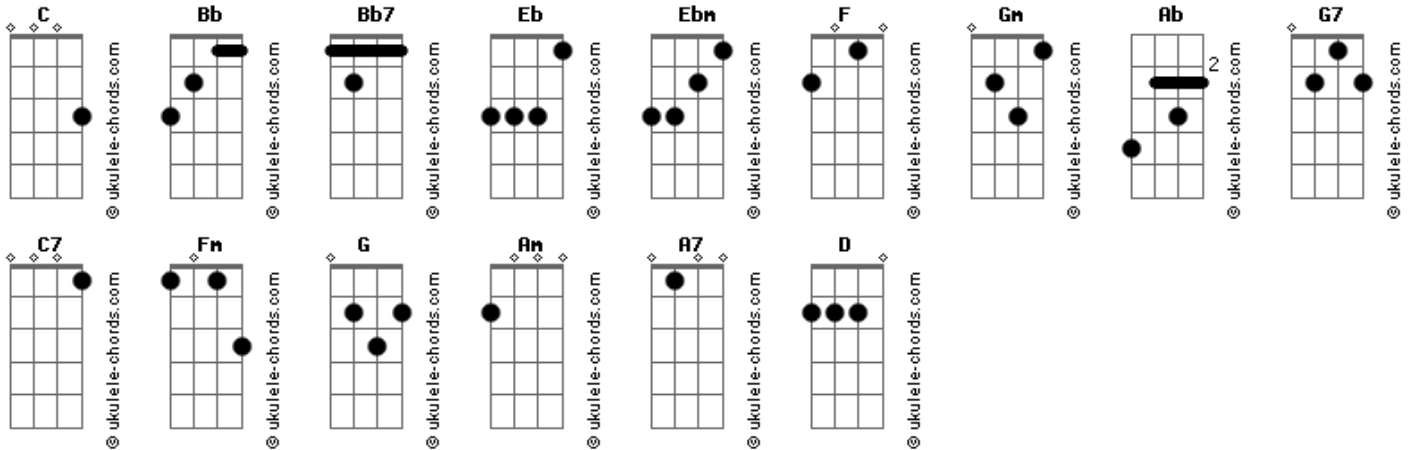 C Bb Bb7 Eb Ebm F Gm Ab G7
2
© ukulele-chords.com © ukulele-chords.com © ukulele-chords.com © ukulele-chords.com © ukulele-chords.com © ukulele-chords.com © ukulele-chords.com © ukulele-chords.com © ukulele-chords.com
C7 Fm G Am A7 D
© ukulele-chords.com © ukulele-chords.com © ukulele-chords.com © ukulele-chords.com © ukulele-chords.com © ukulele-chords.com